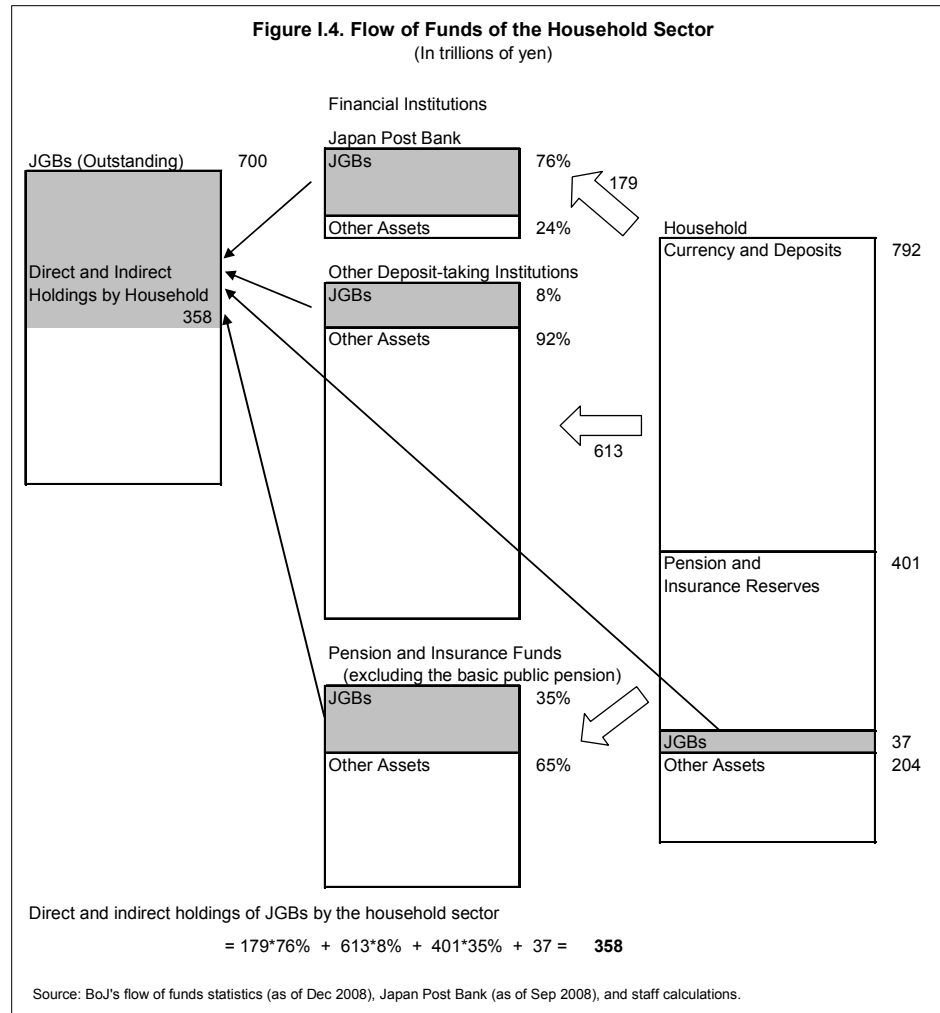 Figure I.4. Flow of Funds of the Household Sector
(In trillions of yen)
Financial Institutions
Japan Post Bank
JGBs (Outstanding) 700
JGBs 76%
179
Other Assets 24%
Household
Currency and Deposits 792
Direct and Indirect
Holdings by Household
358
Other Deposit-taking Institutions
JGBs 8%
Other Assets 92%
613
Pension and 401
Insurance Reserves
Pension and Insurance Funds
(excluding the basic public pension)
JGBs 35%
JGBs 37
Other Assets 65%
Other Assets 204
Direct and indirect holdings of JGBs by the household sector
= 179*76% + 613*8% + 401*35% + 37 = 358
Source: BoJ's flow of funds statistics (as of Dec 2008), Japan Post Bank (as of Sep 2008), and staff calculations.